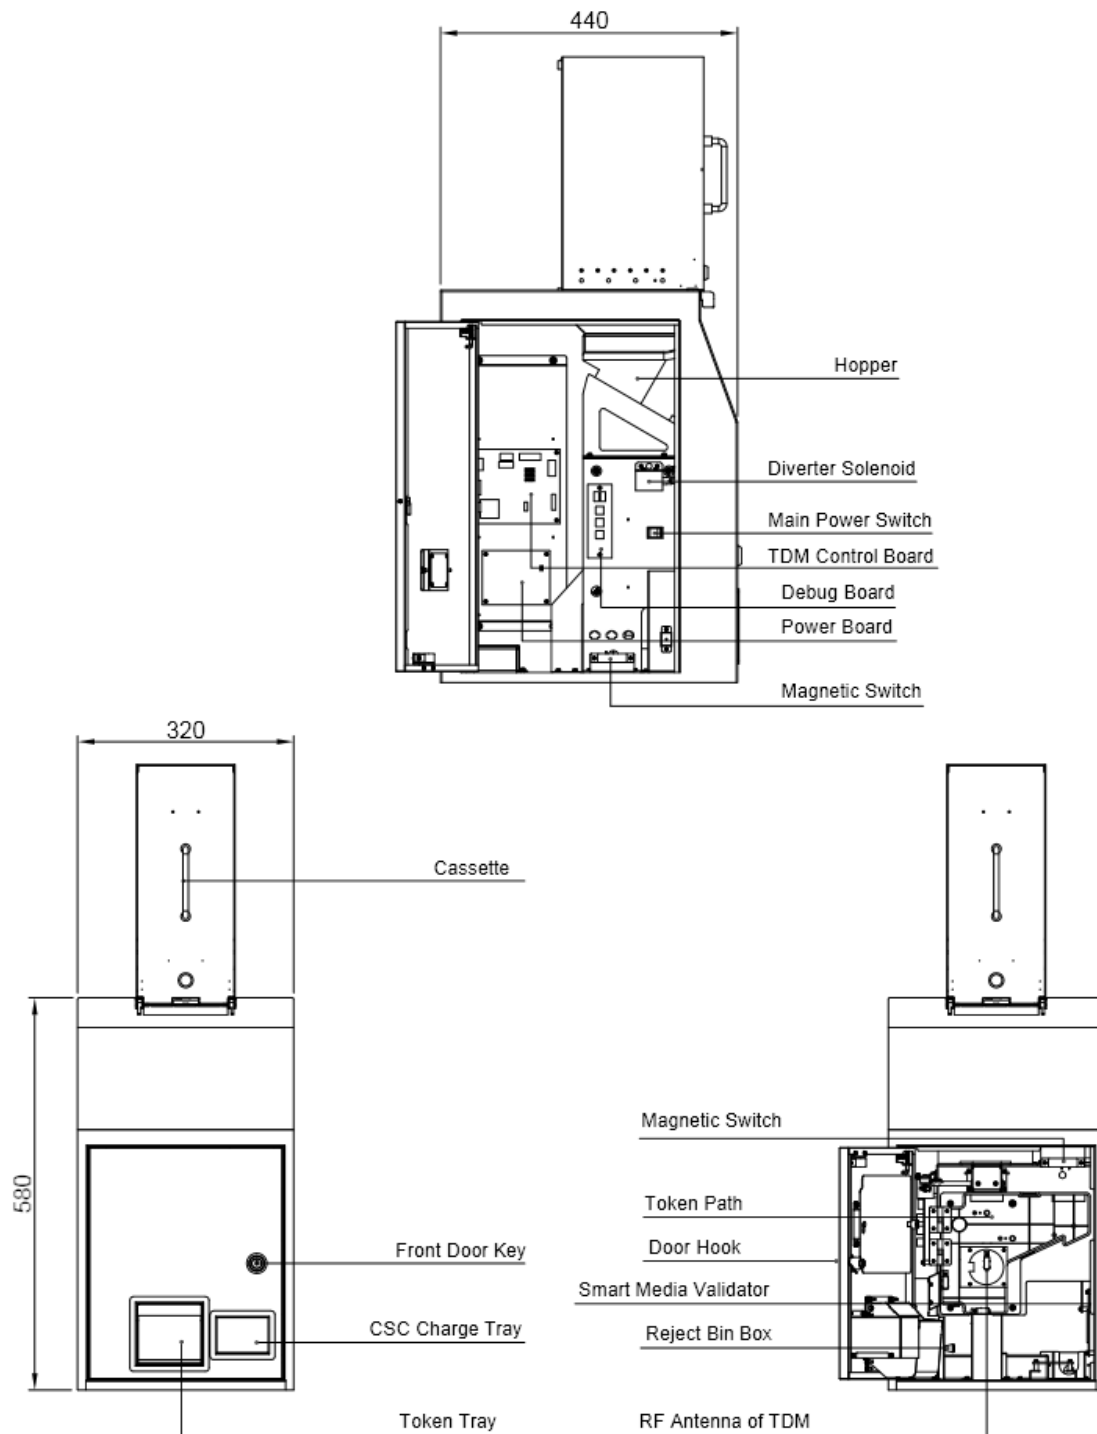 440
Hopper
Diverter Solenoid
Main Power Switch
TDM Control Board
Debug Board
Power Board
Magnetic Switch
320
Cassette
580
Front Door Key
CSC Charge Tray
Token Tray
Magnetic Switch
Token Path
Door Hook
Smart Media Validator
Reject Bin Box
RF Antenna of TDM